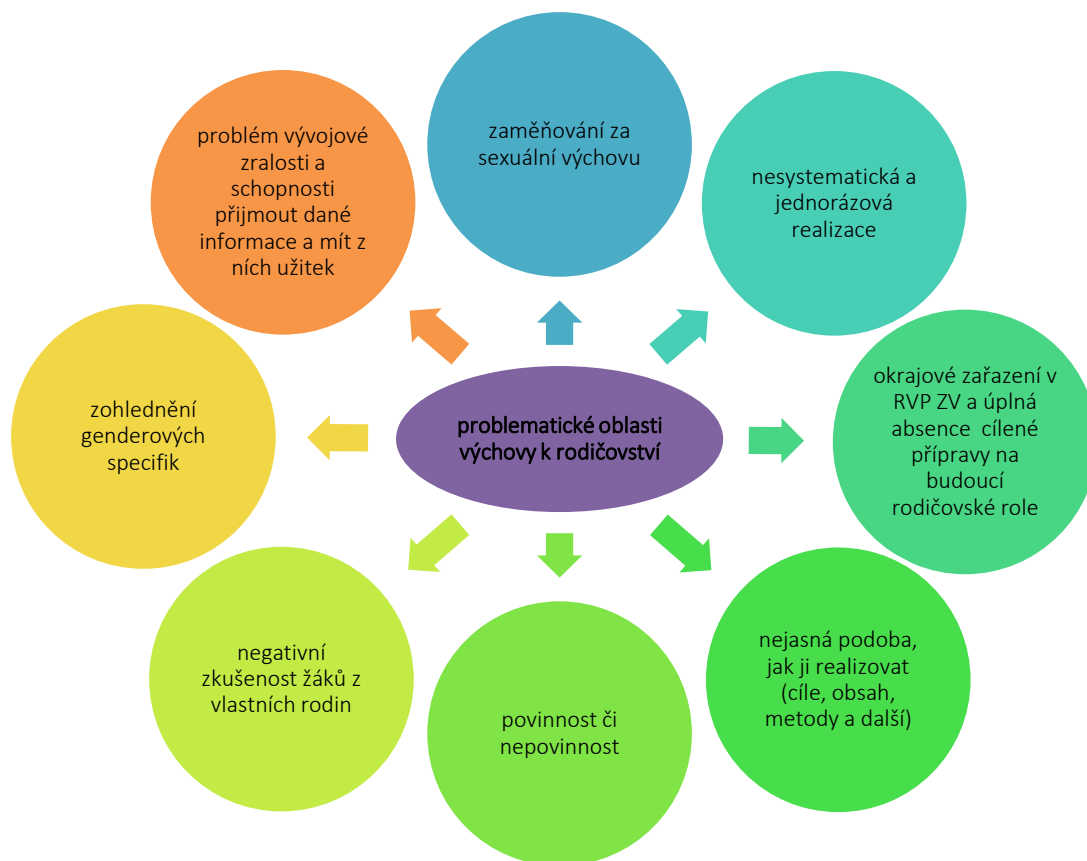 zaměňování za
sexuální výchovu
nesystematická a
jednorázová
realizace
okrajové zařazení v
RVP ZV a úplná
absence cílené
přípravy na
budoucí
rodičovské role
nejasná podoba,
jak ji realizovat
(cíle, obsah,
metody a další)
povinnost či
nepovinnost
negativní
zkušenost žáků z
vlastních rodin
zohlednění
genderových
specifik
problém vývojové
zralosti a
schopnosti
přijmout dané
informace a mít z
ních užitek
problematické oblasti
výchovy k rodičovství